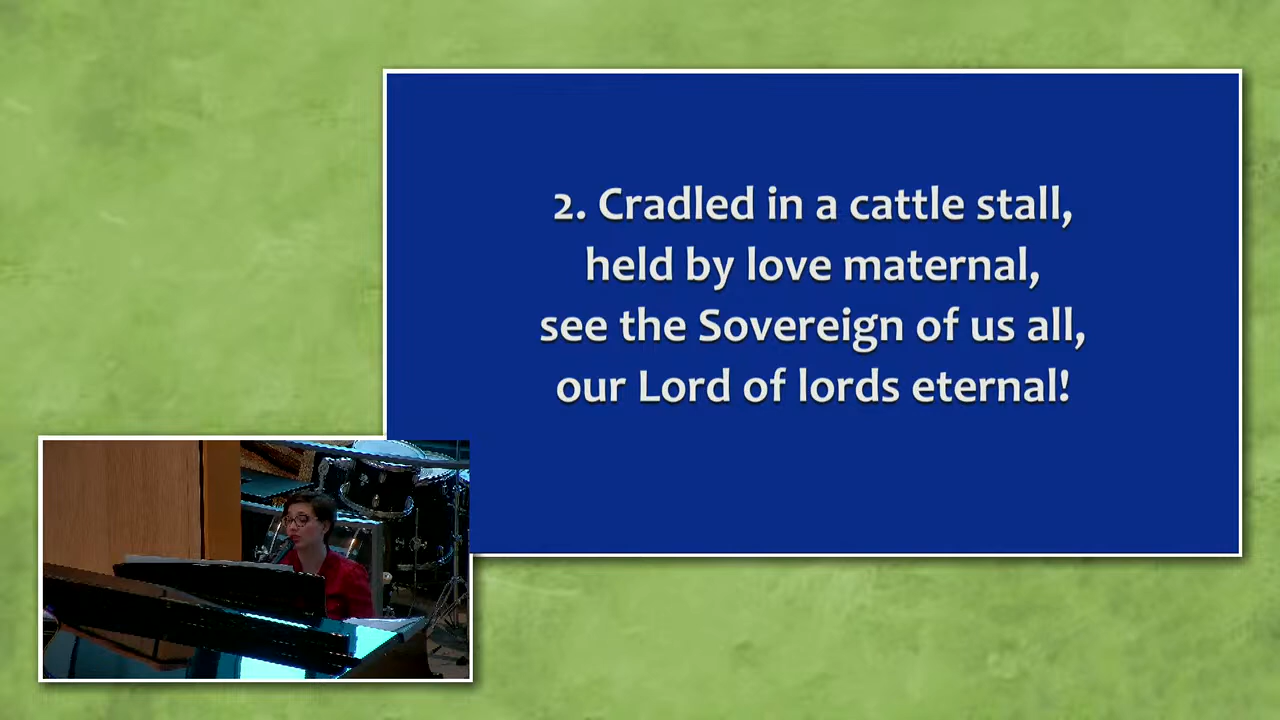 2. Cradled in a cattle stall,
held by love maternal,
see the Sovereign of us all,
our Lord of lords eternal!